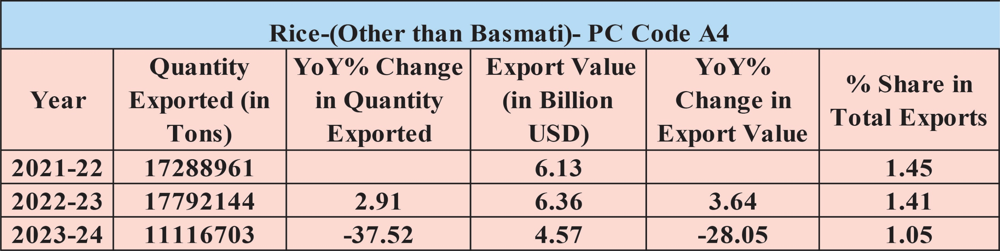 Rice-(Other than Basmati)- PC Code A4
Year
Quantity
Exported (in
Tons)
YoY% Change
in Quantity
Exported
Export Value
(in Billion
USD)
YoY%
Change in
Export Value
% Share in
Total Exports
2021-22 17288961 6.13 1.45
2022-23 17792144 2.91 6.36 3.64 1.41
2023-24 11116703 -37.52 4.57 -28.05 1.05